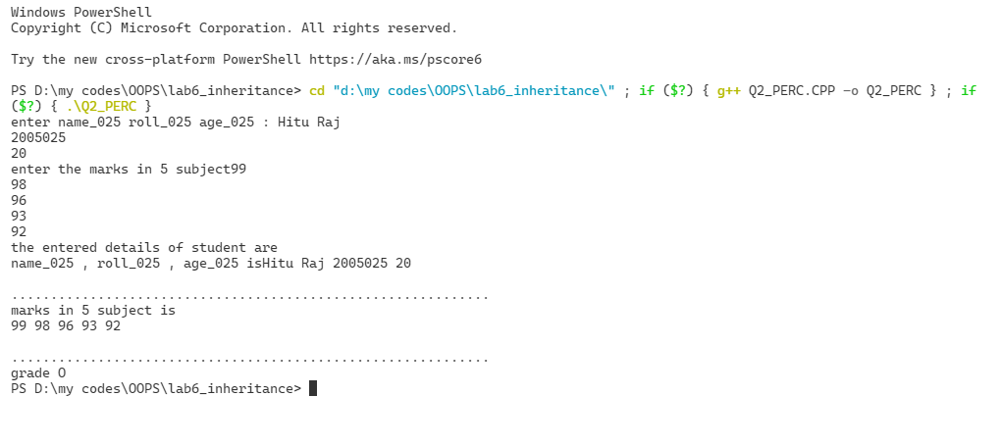 Windows PowerShell
Copyright (C) Microsoft Corporation. All rights reserved.
Try the new cross-platform PowerShell https://aka.ms/pscore6
PS D:\my codes\OOPS\lab6_inheritance> cd "d:\my codes\OOPS\lab6_inheritance\" ; if ($?) { g++ Q2_PERC.CPP -o Q2_PERC } ; if
($?) { .\Q2_PERC }
enter name_025 roll_025 age_025 : Hitu Raj
2005025
20
enter the marks in 5 subject99
98
96
93
92
the entered details of student are
name_025 , roll_025 , age_025 isHitu Raj 2005025 20
.............................................................
marks in 5 subject is
99 98 96 93 92
.............................................................
grade O
PS D:\my codes\OOPS\lab6_inheritance>